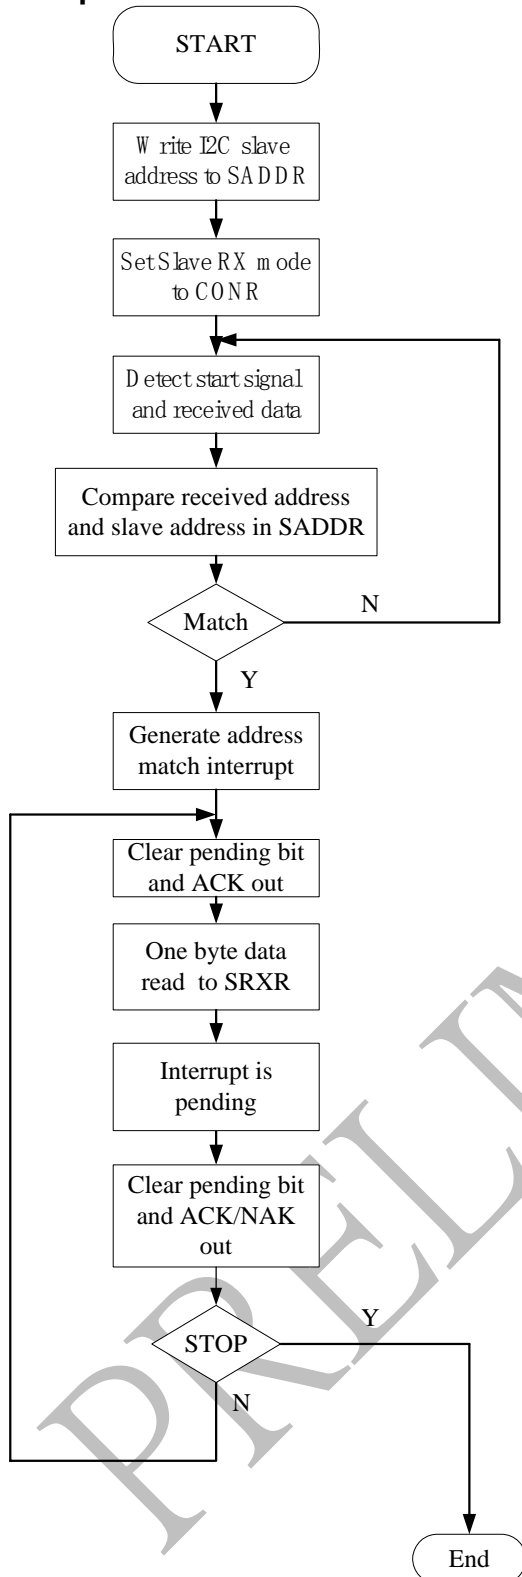 START
Write I2C slave
address to SADDR
Set Slave RX mode
to CONR
Detect start signal
and received data
Compare received address
and slave address in SADDR
Match
N
Y
Generate address
match interrupt
Clear pending bit
and ACK out
One byte data
read to SRXR
Interrupt is
pending
Clear pending bit
and ACK/NAK
out
STOP
Y
N
End
PRELI